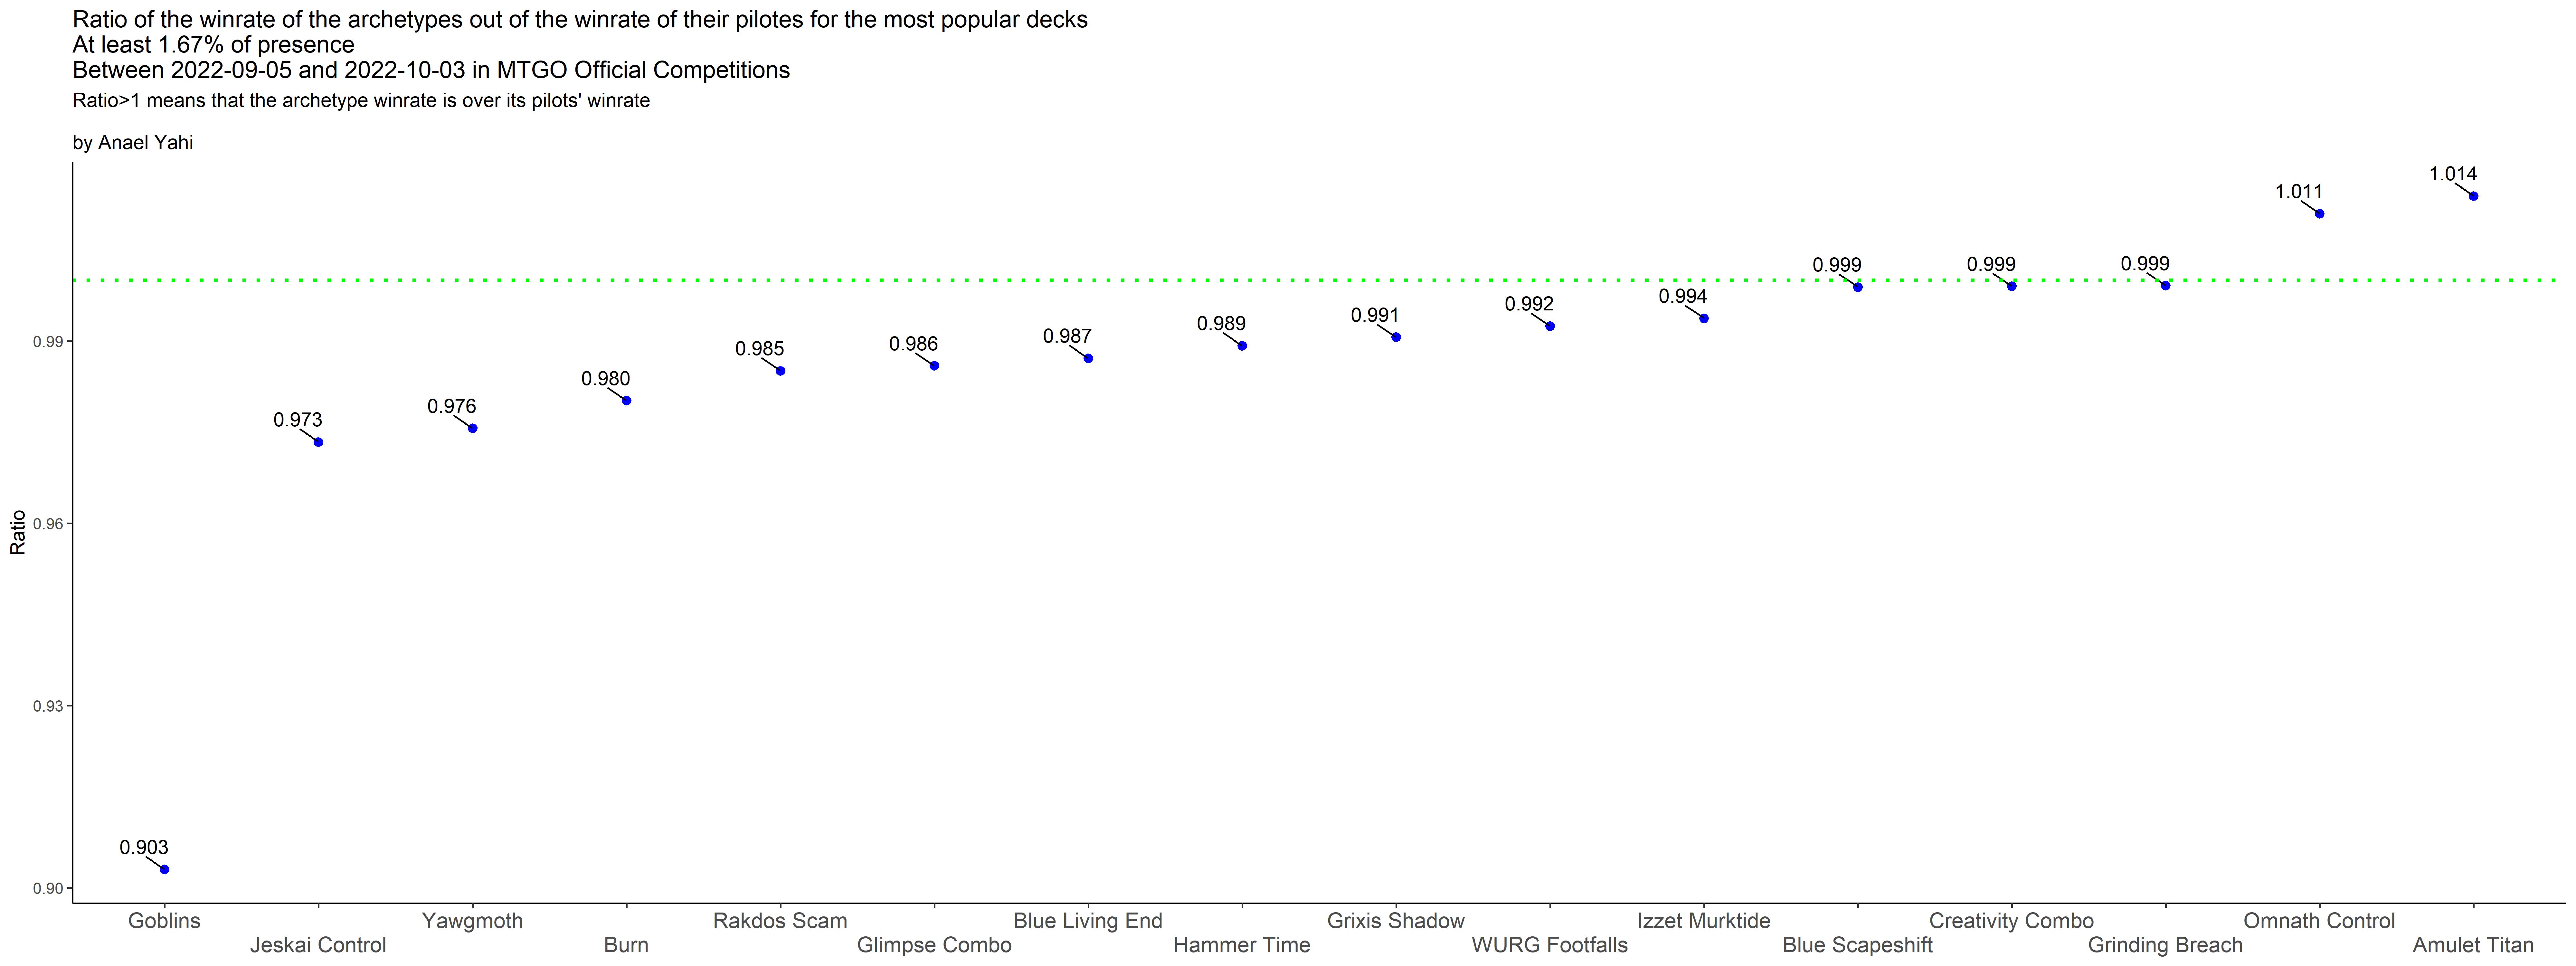 Ratio of the winrate of the archetypes out of the winrate of their pilotes for the most popular decks
At least 1.67% of presence
Between 2022-09-05 and 2022-10-03 in MTGO Official Competitions
Ratio>1 means that the archetype winrate is over its pilots' winrate
by Anael Yahi
1.014
1.011
0.999
0.999
0.999
0.994
0.992
0.991
0.989
0.987
0.986
0.985
0.980
0.976
0.973
0.903
0.99
0.96
0.93
0.90
Ratio
Goblins
Jeskai Control
Yawgmoth
Burn
Rakdos Scam
Glimpse Combo
Blue Living End
Hammer Time
Grixis Shadow
WURG Footfalls
Izzet Murktide
Blue Scapeshift
Creativity Combo
Grinding Breach
Omnath Control
Amulet Titan